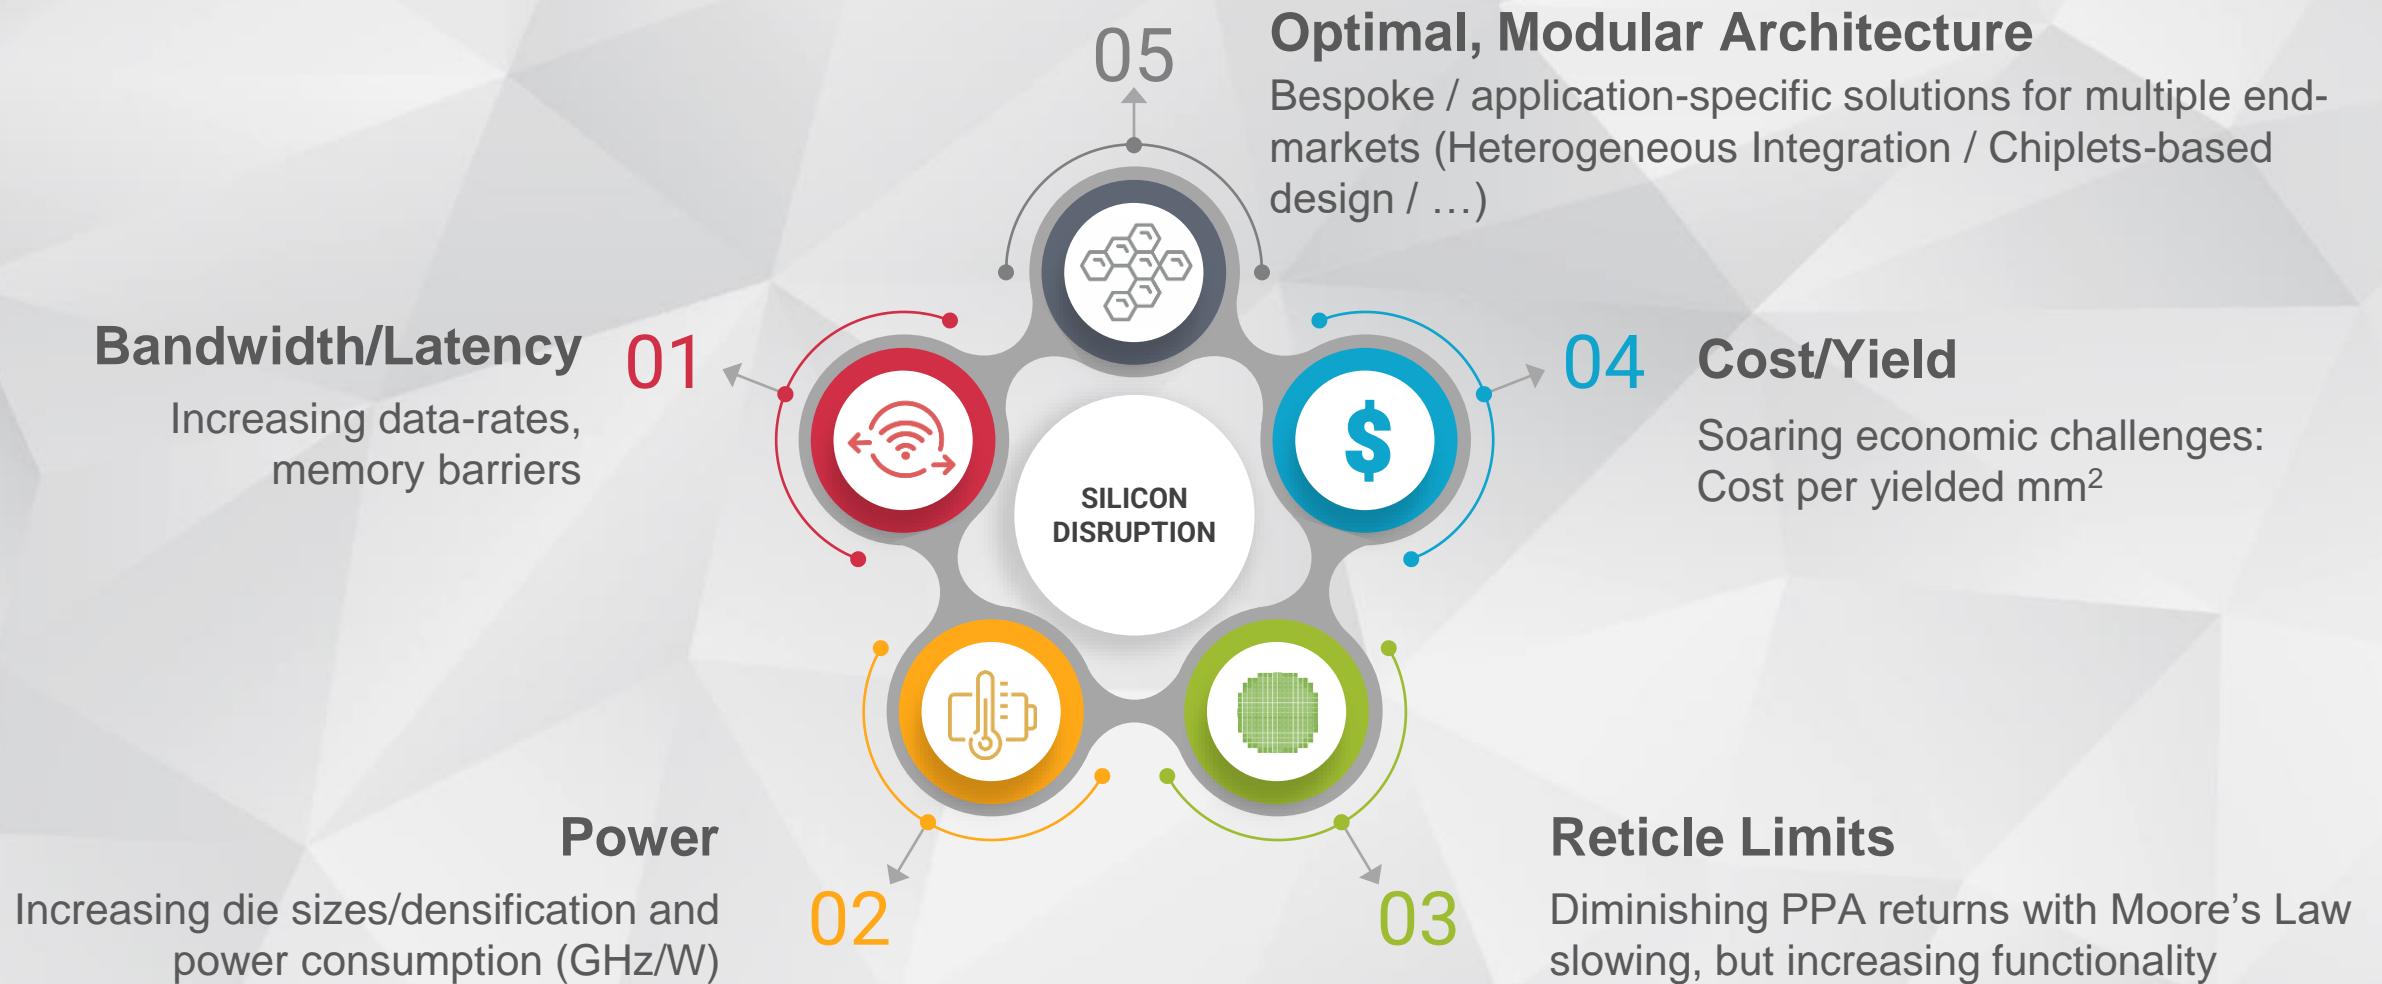 05
Optimal, Modular Architecture
Bespoke / application-specific solutions for multiple end-
markets (Heterogeneous Integration / Chiplets-based
design / …)
Bandwidth/Latency
01
Increasing data-rates,
memory barriers
04
Cost/Yield
Soaring economic challenges:
Cost per yielded mm²
SILICON
DISRUPTION
Power
02
Increasing die sizes/densification and
power consumption (GHz/W)
03
Reticle Limits
Diminishing PPA returns with Moore’s Law
slowing, but increasing functionality